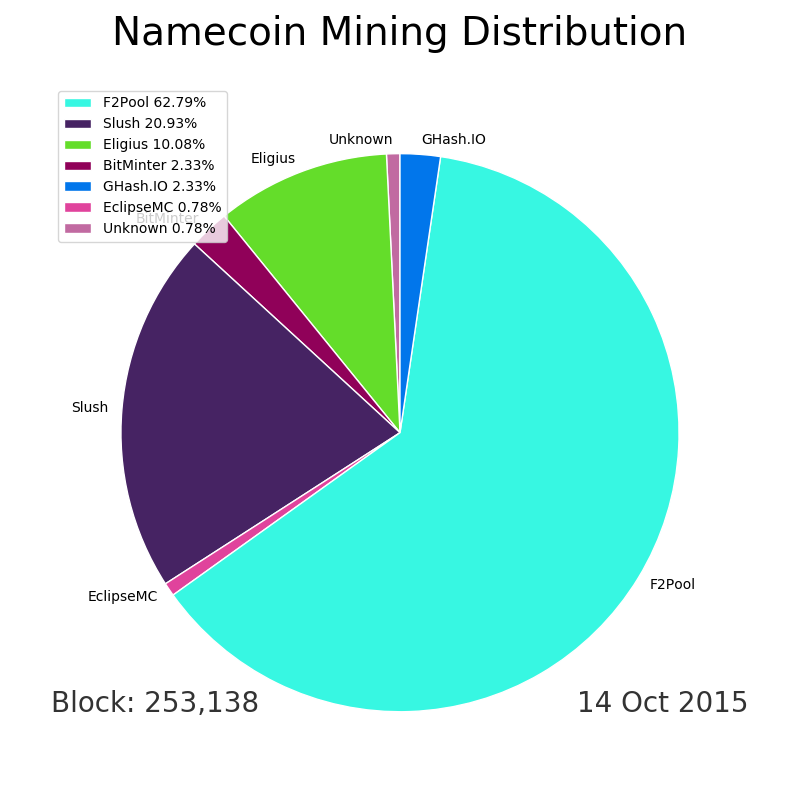 Namecoin Mining Distribution
F2Pool 62.79%
Slush 20.93%
Eligius 10.08%
BitMinter 2.33%
GHash.IO 2.33%
EclipseMC 0.78%
Unknown 0.78%
Unknown
GHash.IO
Eligius
BitMinter
Slush
EclipseMC
F2Pool
Block: 253,138
14 Oct 2015